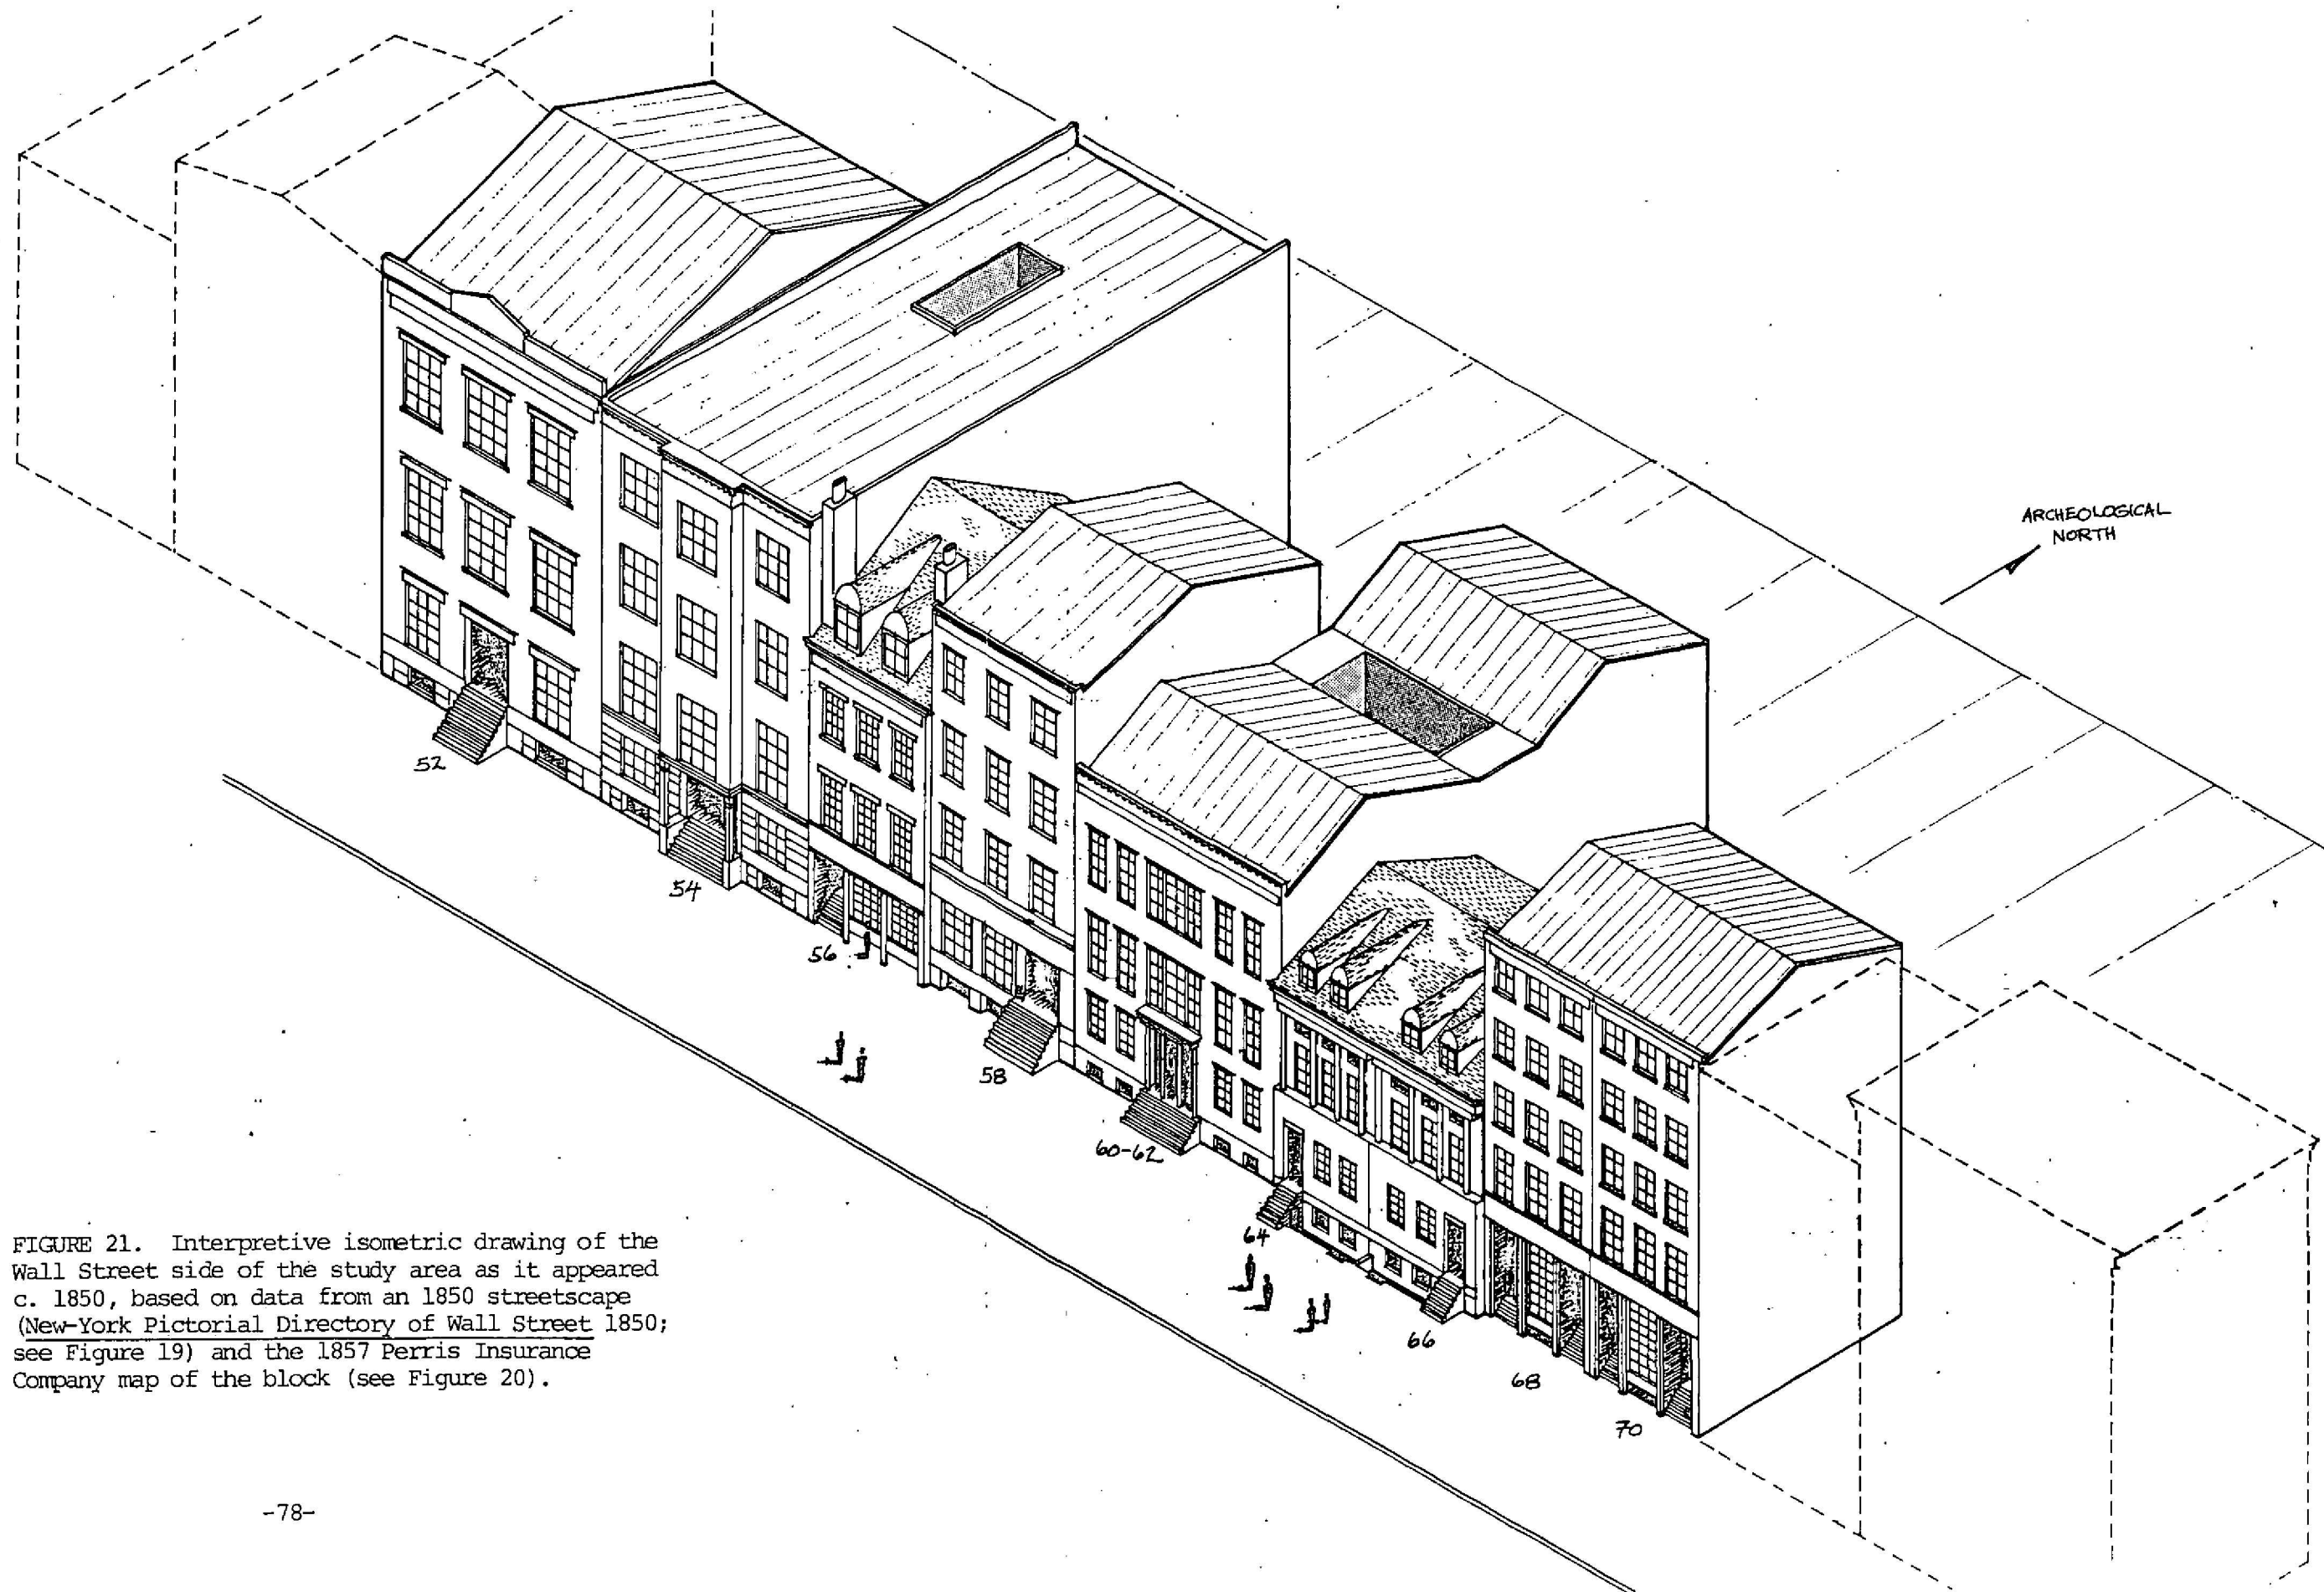 ARCHEOLOGICAL
NORTH
52
54
56
58
60-62
64
66
68
70
FIGURE 21. Interpretive isometric drawing of the
Wall Street side of the study area as it appeared
c. 1850, based on data from an 1850 streetscape
(New-York Pictorial Directory of Wall Street 1850;
see Figure 19) and the 1857 Perris Insurance
Company map of the block (see Figure 20).
-78-